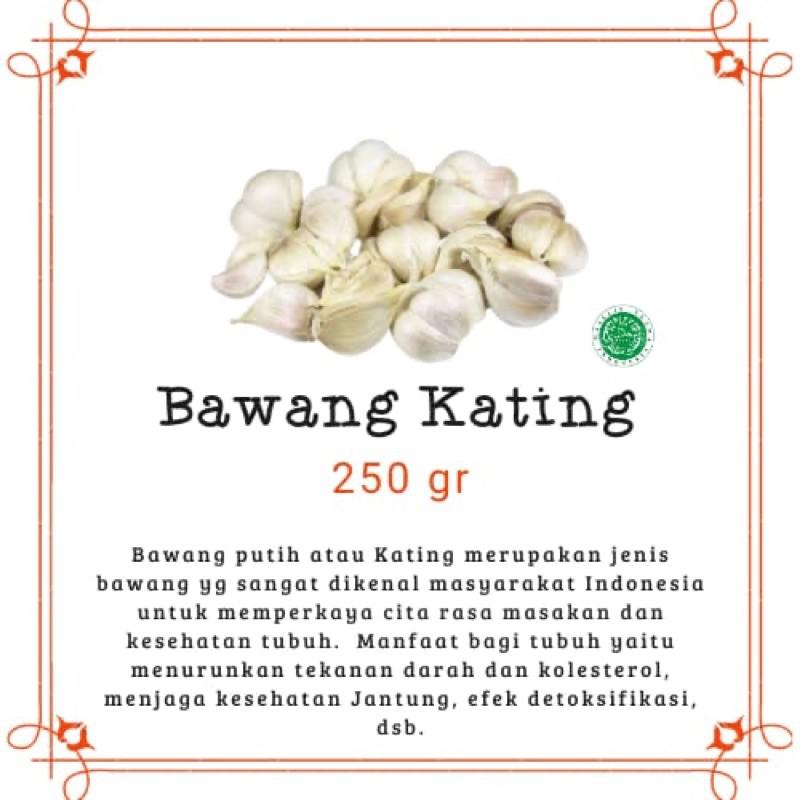 Bawang Kating
250 gr
Bawang putih atau Kating merupakan jenis
bawang yg sangat dikenal masyarakat Indonesia
untuk memperkaya cita rasa masakan dan
kesehatan tubuh. Manfaat bagi tubuh yaitu
menurunkan tekanan darah dan kolesterol,
menjaga kesehatan Jantung, efek detoksifikasi,
dsb.